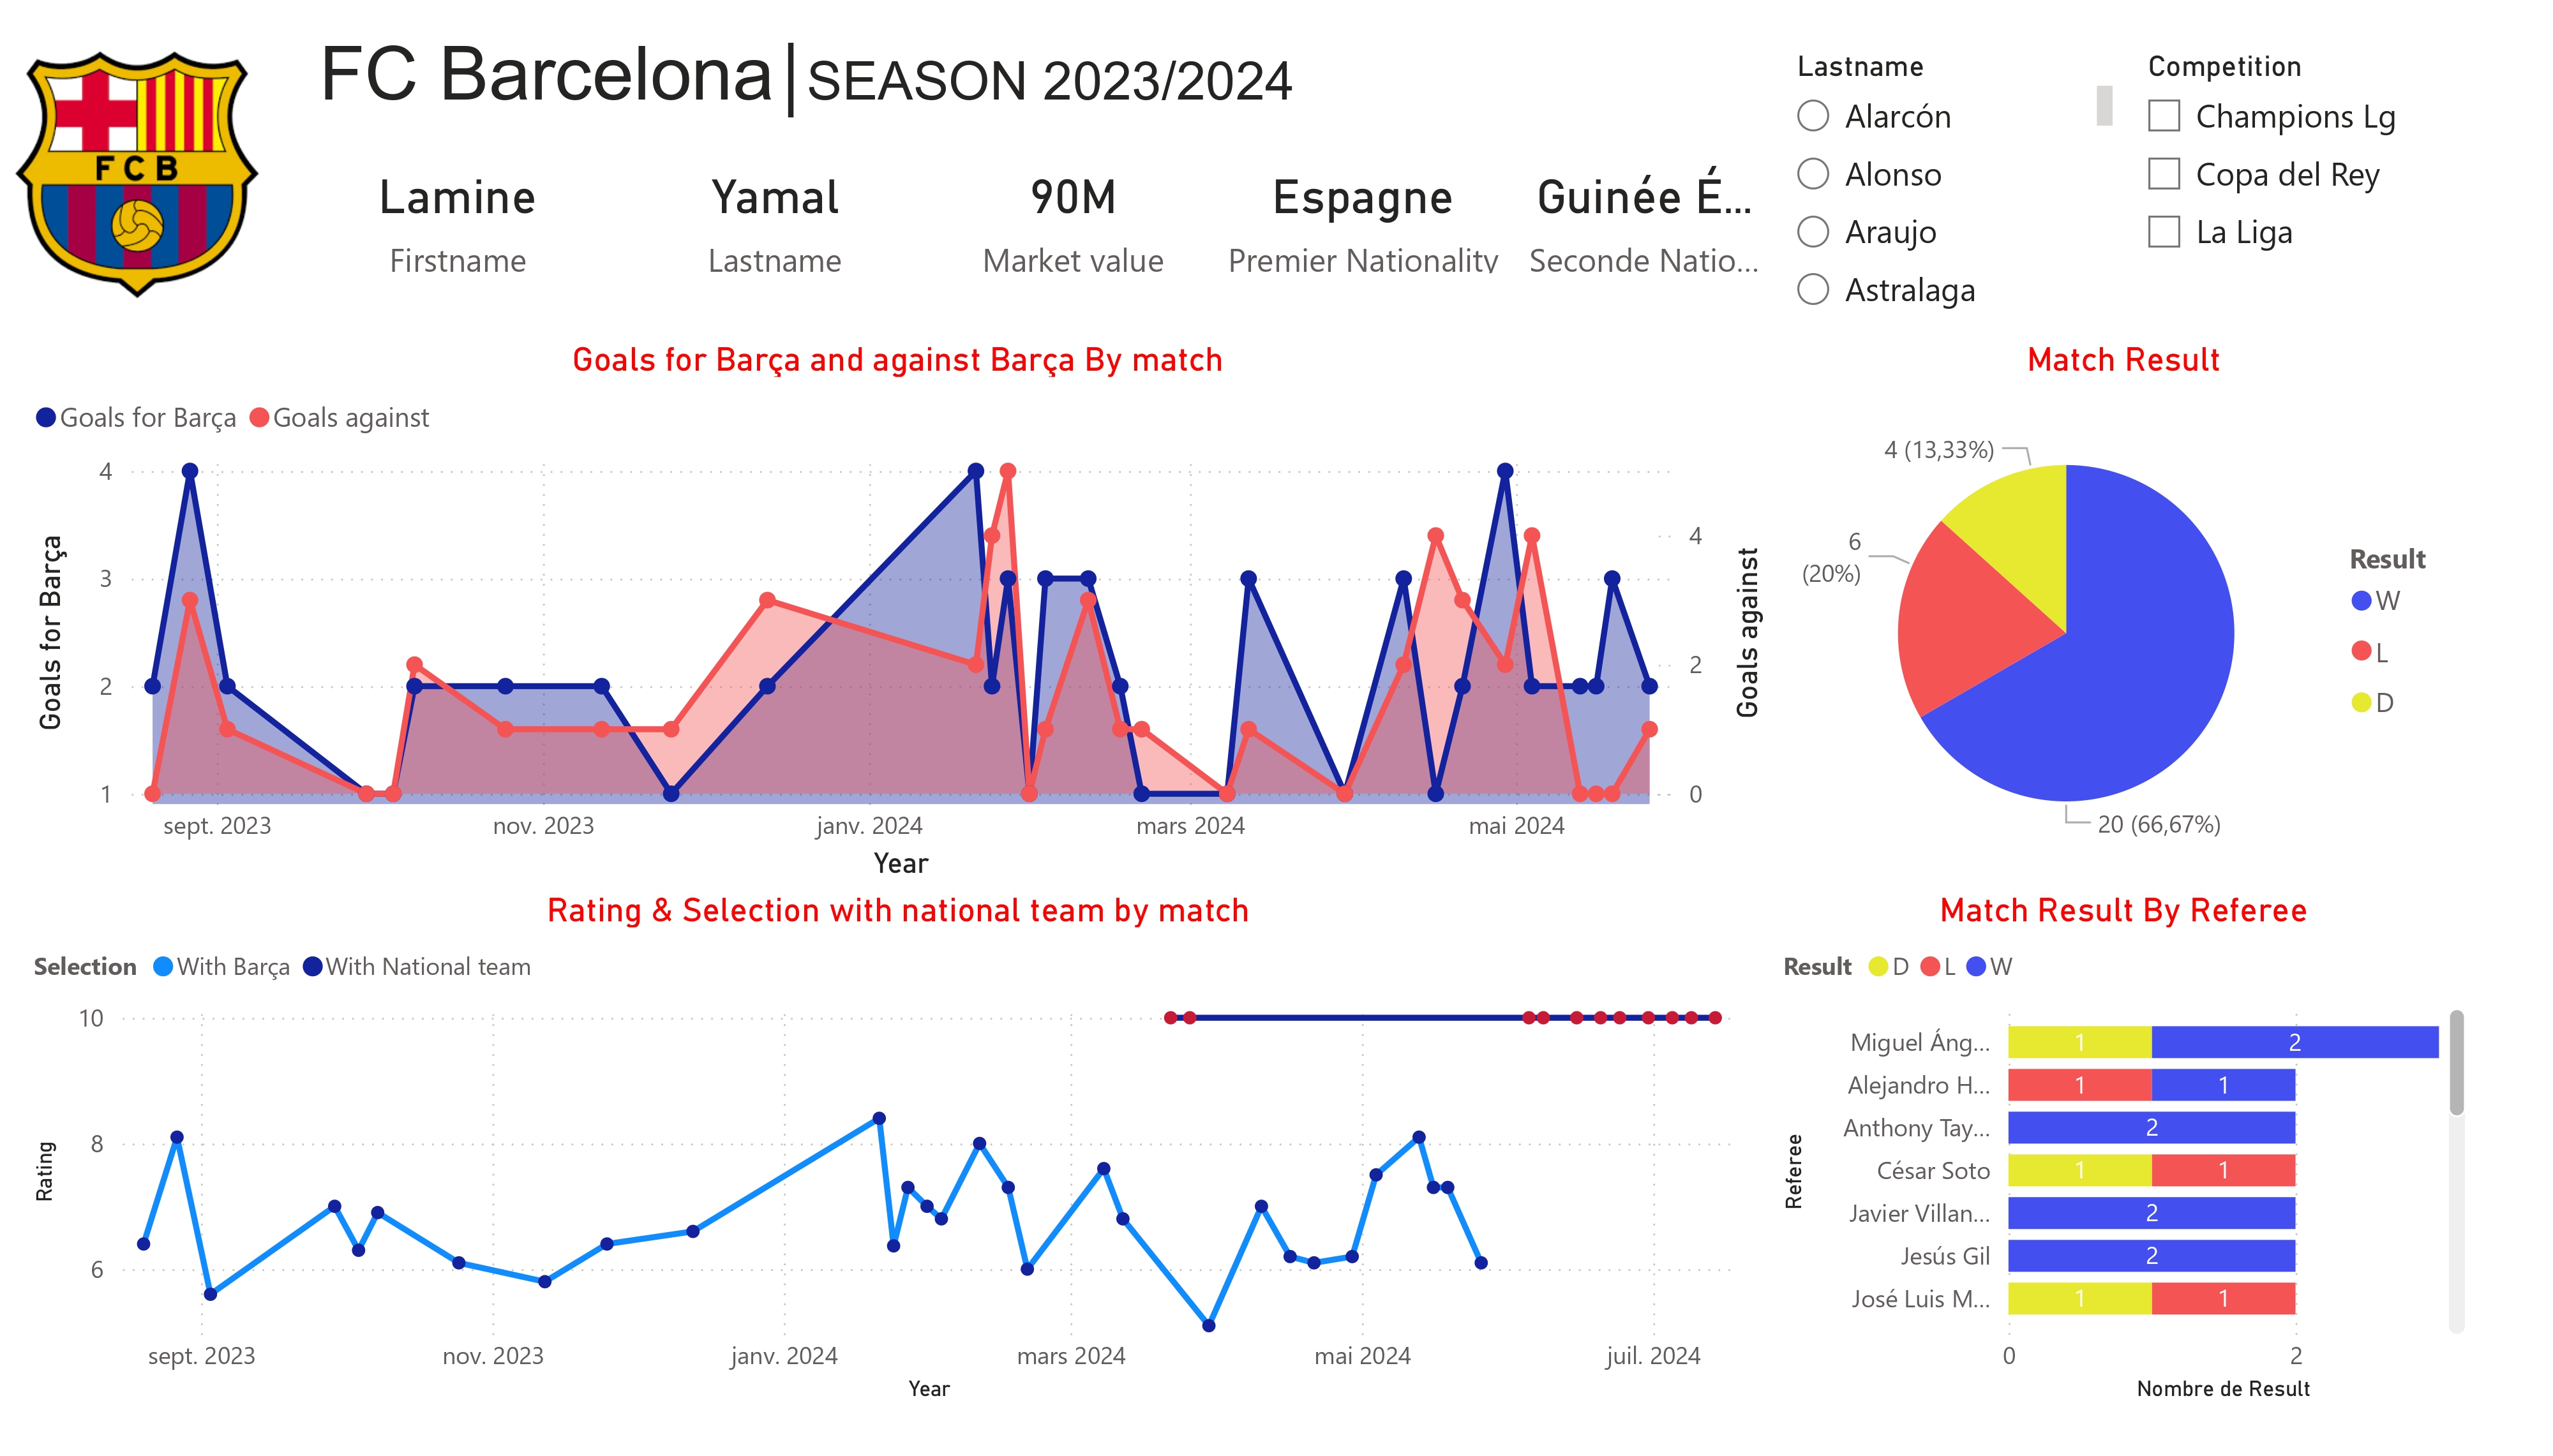 FCB
FC Barcelona|SEASON 2023/2024
Lamine
Firstname
Yamal
Lastname
90M
Market value
Espagne
Premier Nationality
Guinée É...
Seconde Natio...
Lastname
Alarcón
Alonso
Araujo
Astralaga
Competition
Champions Lg
Copa del Rey
La Liga
Goals for Barça and against Barça By match
Goals for Barça Goals against
Goals for Barça
4
3
2
1
4
2
0
Goals against
sept. 2023 nov. 2023 janv. 2024 mars 2024 mai 2024
Year
Match Result
4 (13,33%)
6
(20%)
20 (66,67%)
Result
W
L
D
Rating & Selection with national team by match
Selection With Barça With National team
Rating
10
8
6
sept. 2023 nov. 2023 janv. 2024 mars 2024 mai 2024 juil. 2024
Year
Match Result By Referee
Result D L W
Referee
Miguel Áng... 1 2
Alejandro H... 1 1
Anthony Tay... 2
César Soto 1 1
Javier Villan... 2
Jesús Gil 2
José Luis M... 1 1
0 2
Nombre de Result